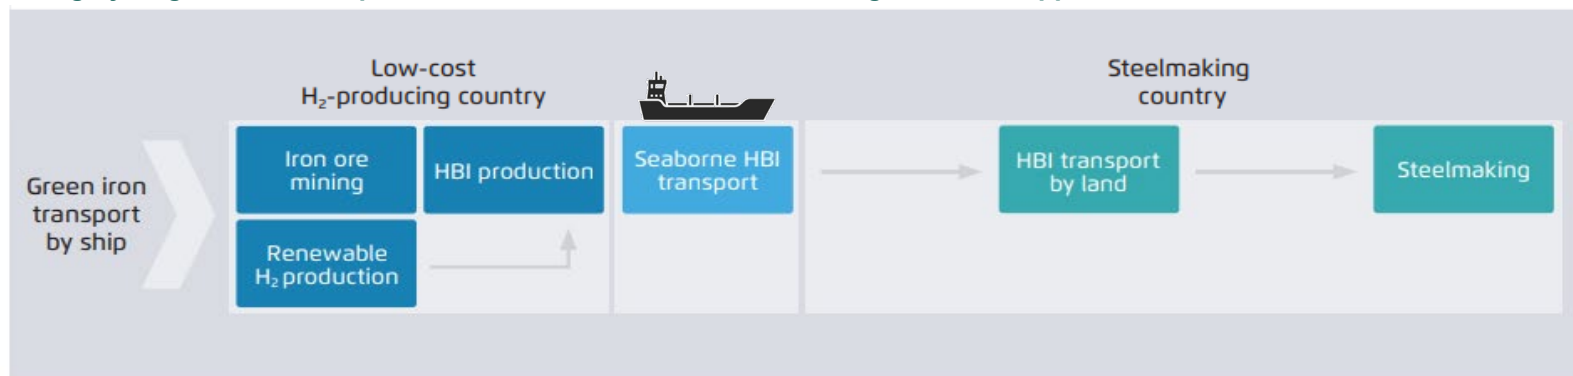 Low-cost
H₂-producing country
Steelmaking
country
Green iron
transport
by ship
Iron ore
mining
HBI production
Seaborne HBI
transport
HBI transport
by land
Steelmaking
Renewable
H₂ production